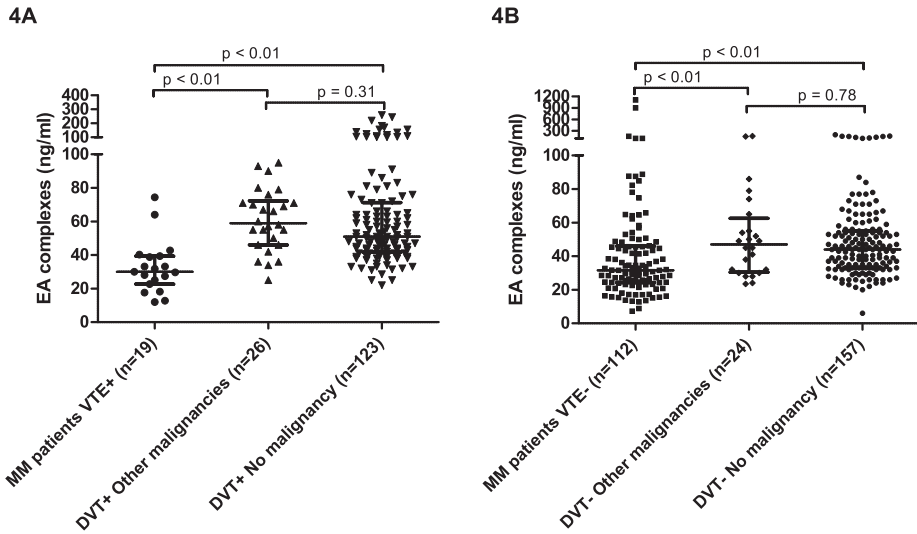 4A
p < 0.01
p < 0.01
p = 0.31
EA complexes (ng/ml)
400
300
200
100
100
80
60
40
20
0
MM patients VTE+ (n=19)
DVT+ Other malignancies (n=26)
DVT+ No malignancy (n=123)
4B
p < 0.01
p < 0.01
p = 0.78
EA complexes (ng/ml)
1200
900
600
300
100
80
60
40
20
0
MM patients VTE- (n=112)
DVT- Other malignancies (n=24)
DVT- No malignancy (n=157)